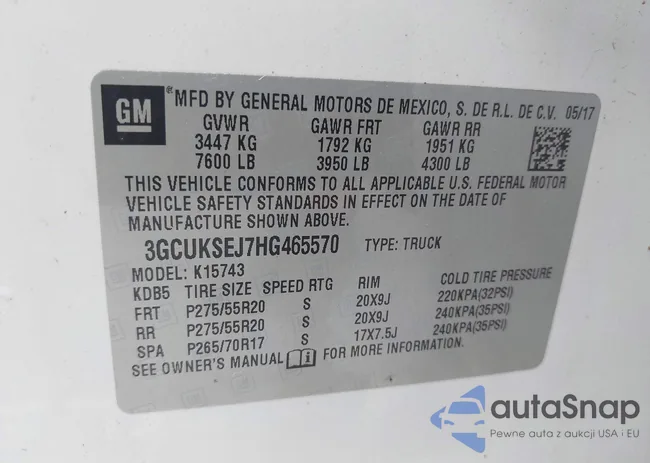 GM ® MFD BY GENERAL MOTORS DE MEXICO, S. DE R.L. DE C.V. 05/17
GVWR GAWR FRT GAWR RR
3447 KG 1792 KG 1951 KG
7600 LB 3950 LB 4300 LB
THIS VEHICLE CONFORMS TO ALL APPLICABLE U.S. FEDERAL MOTOR
VEHICLE SAFETY STANDARDS IN EFFECT ON THE DATE OF
MANUFACTURE SHOWN ABOVE.
3GCUKSEJ7HG465570 TYPE: TRUCK
MODEL: K15743
KDB5 TIRE SIZE SPEED RTG RIM COLD TIRE PRESSURE
FRT P275/55R20 S 20X9J 220KPA(32PSI)
RR P275/55R20 S 20X9J 240KPA(35PSI)
SPA P265/70R17 S 17X7.5J 240KPA(35PSI)
SEE OWNER'S MANUAL FOR MORE INFORMATION.
autaSnap
Pewne auta z aukcji USA i EU